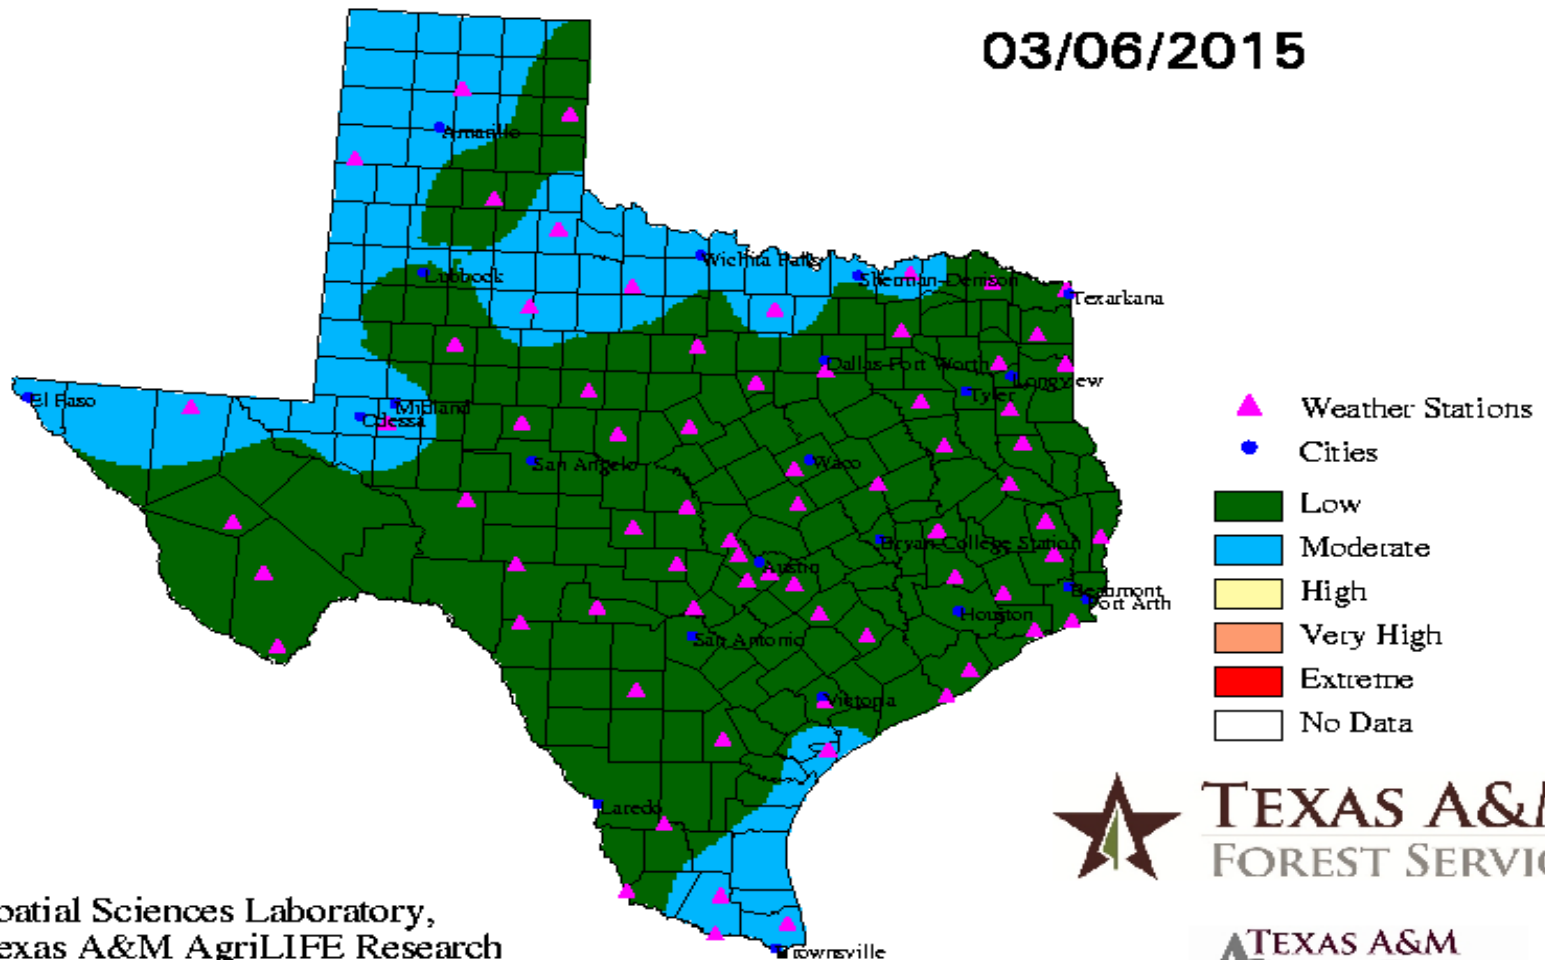 03/06/2015
Amarillo
Lubbock
Wichita Falls
Sherman-Denison
Texarkana
Dallas-Fort Worth
Longview
Tyler
El Paso
Midland
Odessa
San Angelo
Waco
Bryan-College Station
Austin
Beaumont
Port Arth
Houston
San Antonio
Victoria
Laredo
Brownsville
Weather Stations
Cities
Low
Moderate
High
Very High
Extreme
No Data
TEXAS A&M
FOREST SERVIC
patial Sciences Laboratory,
exas A&M AgriLIFE Research
TEXAS A&M